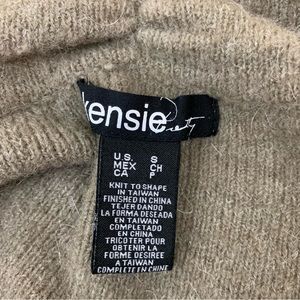 kensie
U.S. S
MEX CH
CA P
KNIT TO SHAPE
IN TAIWAN
FINISHED IN CHINA
TEJER DANDO
LA FORMA DESEADA
EN TAIWAN
COMPLETADO
EN CHINA
TRICOTER POUR
OBTENIR LA
FORME DESIREE
A TAIWAN
COMPLETE EN CHINE